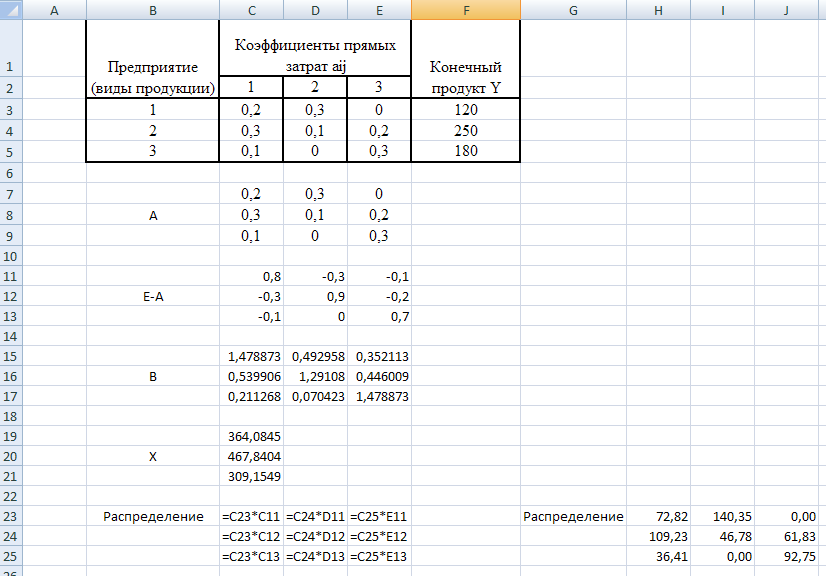 A B C D E F G H I J
1 Предприятие (виды продукции) Коэффициенты прямых затрат aij Конечный продукт Y
2 1 2 3
3 1 0,2 0,3 0 120
4 2 0,3 0,1 0,2 250
5 3 0,1 0 0,3 180
6
7 0,2 0,3 0
8 A 0,3 0,1 0,2
9 0,1 0 0,3
10
11 0,8 -0,3 -0,1
12 E-A -0,3 0,9 -0,2
13 -0,1 0 0,7
14
15 1,478873 0,492958 0,352113
16 B 0,539906 1,29108 0,446009
17 0,211268 0,070423 1,478873
18
19 364,0845
20 X 467,8404
21 309,1549
22
23 Распределение =C23*C11 =C24*D11 =C25*E11 Распределение 72,82 140,35 0,00
24 =C23*C12 =C24*D12 =C25*E12 109,23 46,78 61,83
25 =C23*C13 =C24*D13 =C25*E13 36,41 0,00 92,75